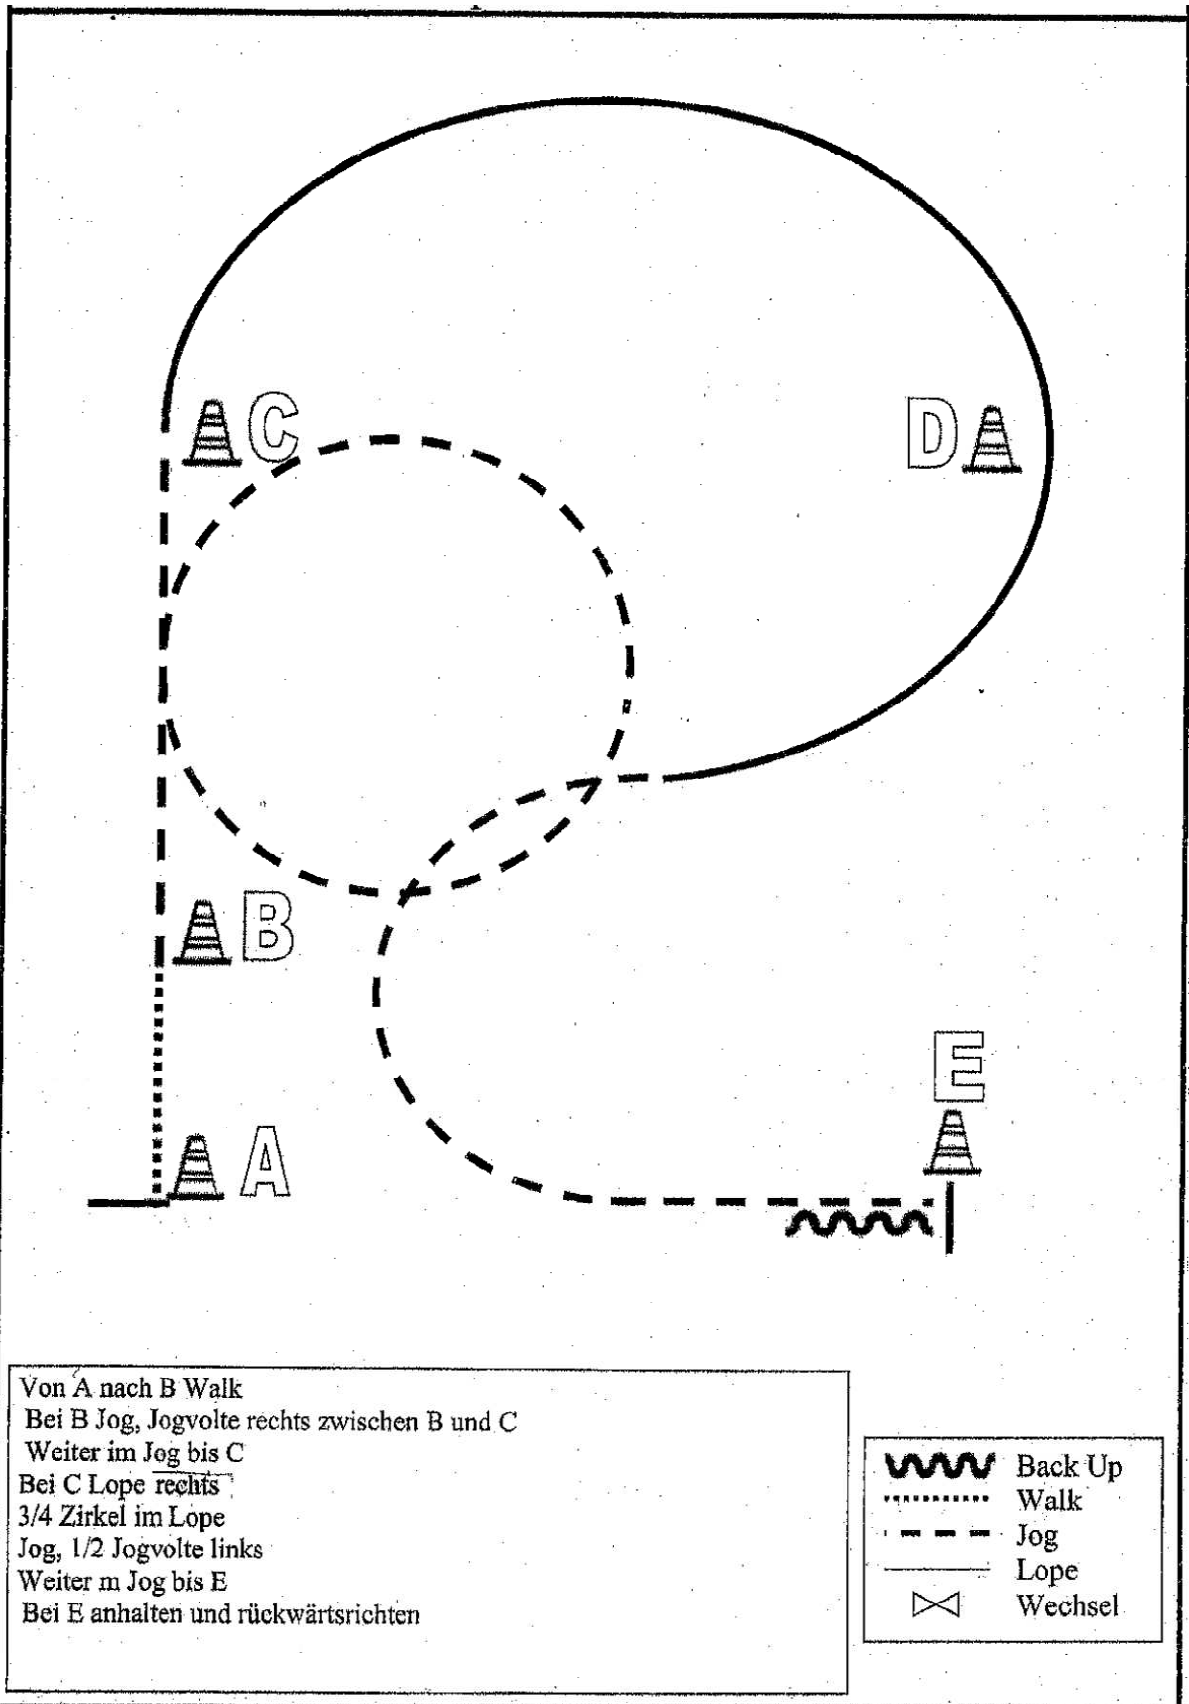 C
D
B
E
A
Von A nach B Walk
Bei B Jog, Jogvolte rechts zwischen B und C
Weiter im Jog bis C
Bei C Lope rechts
3/4 Zirkel im Lope
Jog, 1/2 Jogvolte links
Weiter m Jog bis E
Bei E anhalten und rückwärtsrichten
Back Up
Walk
Jog
Lope
Wechsel